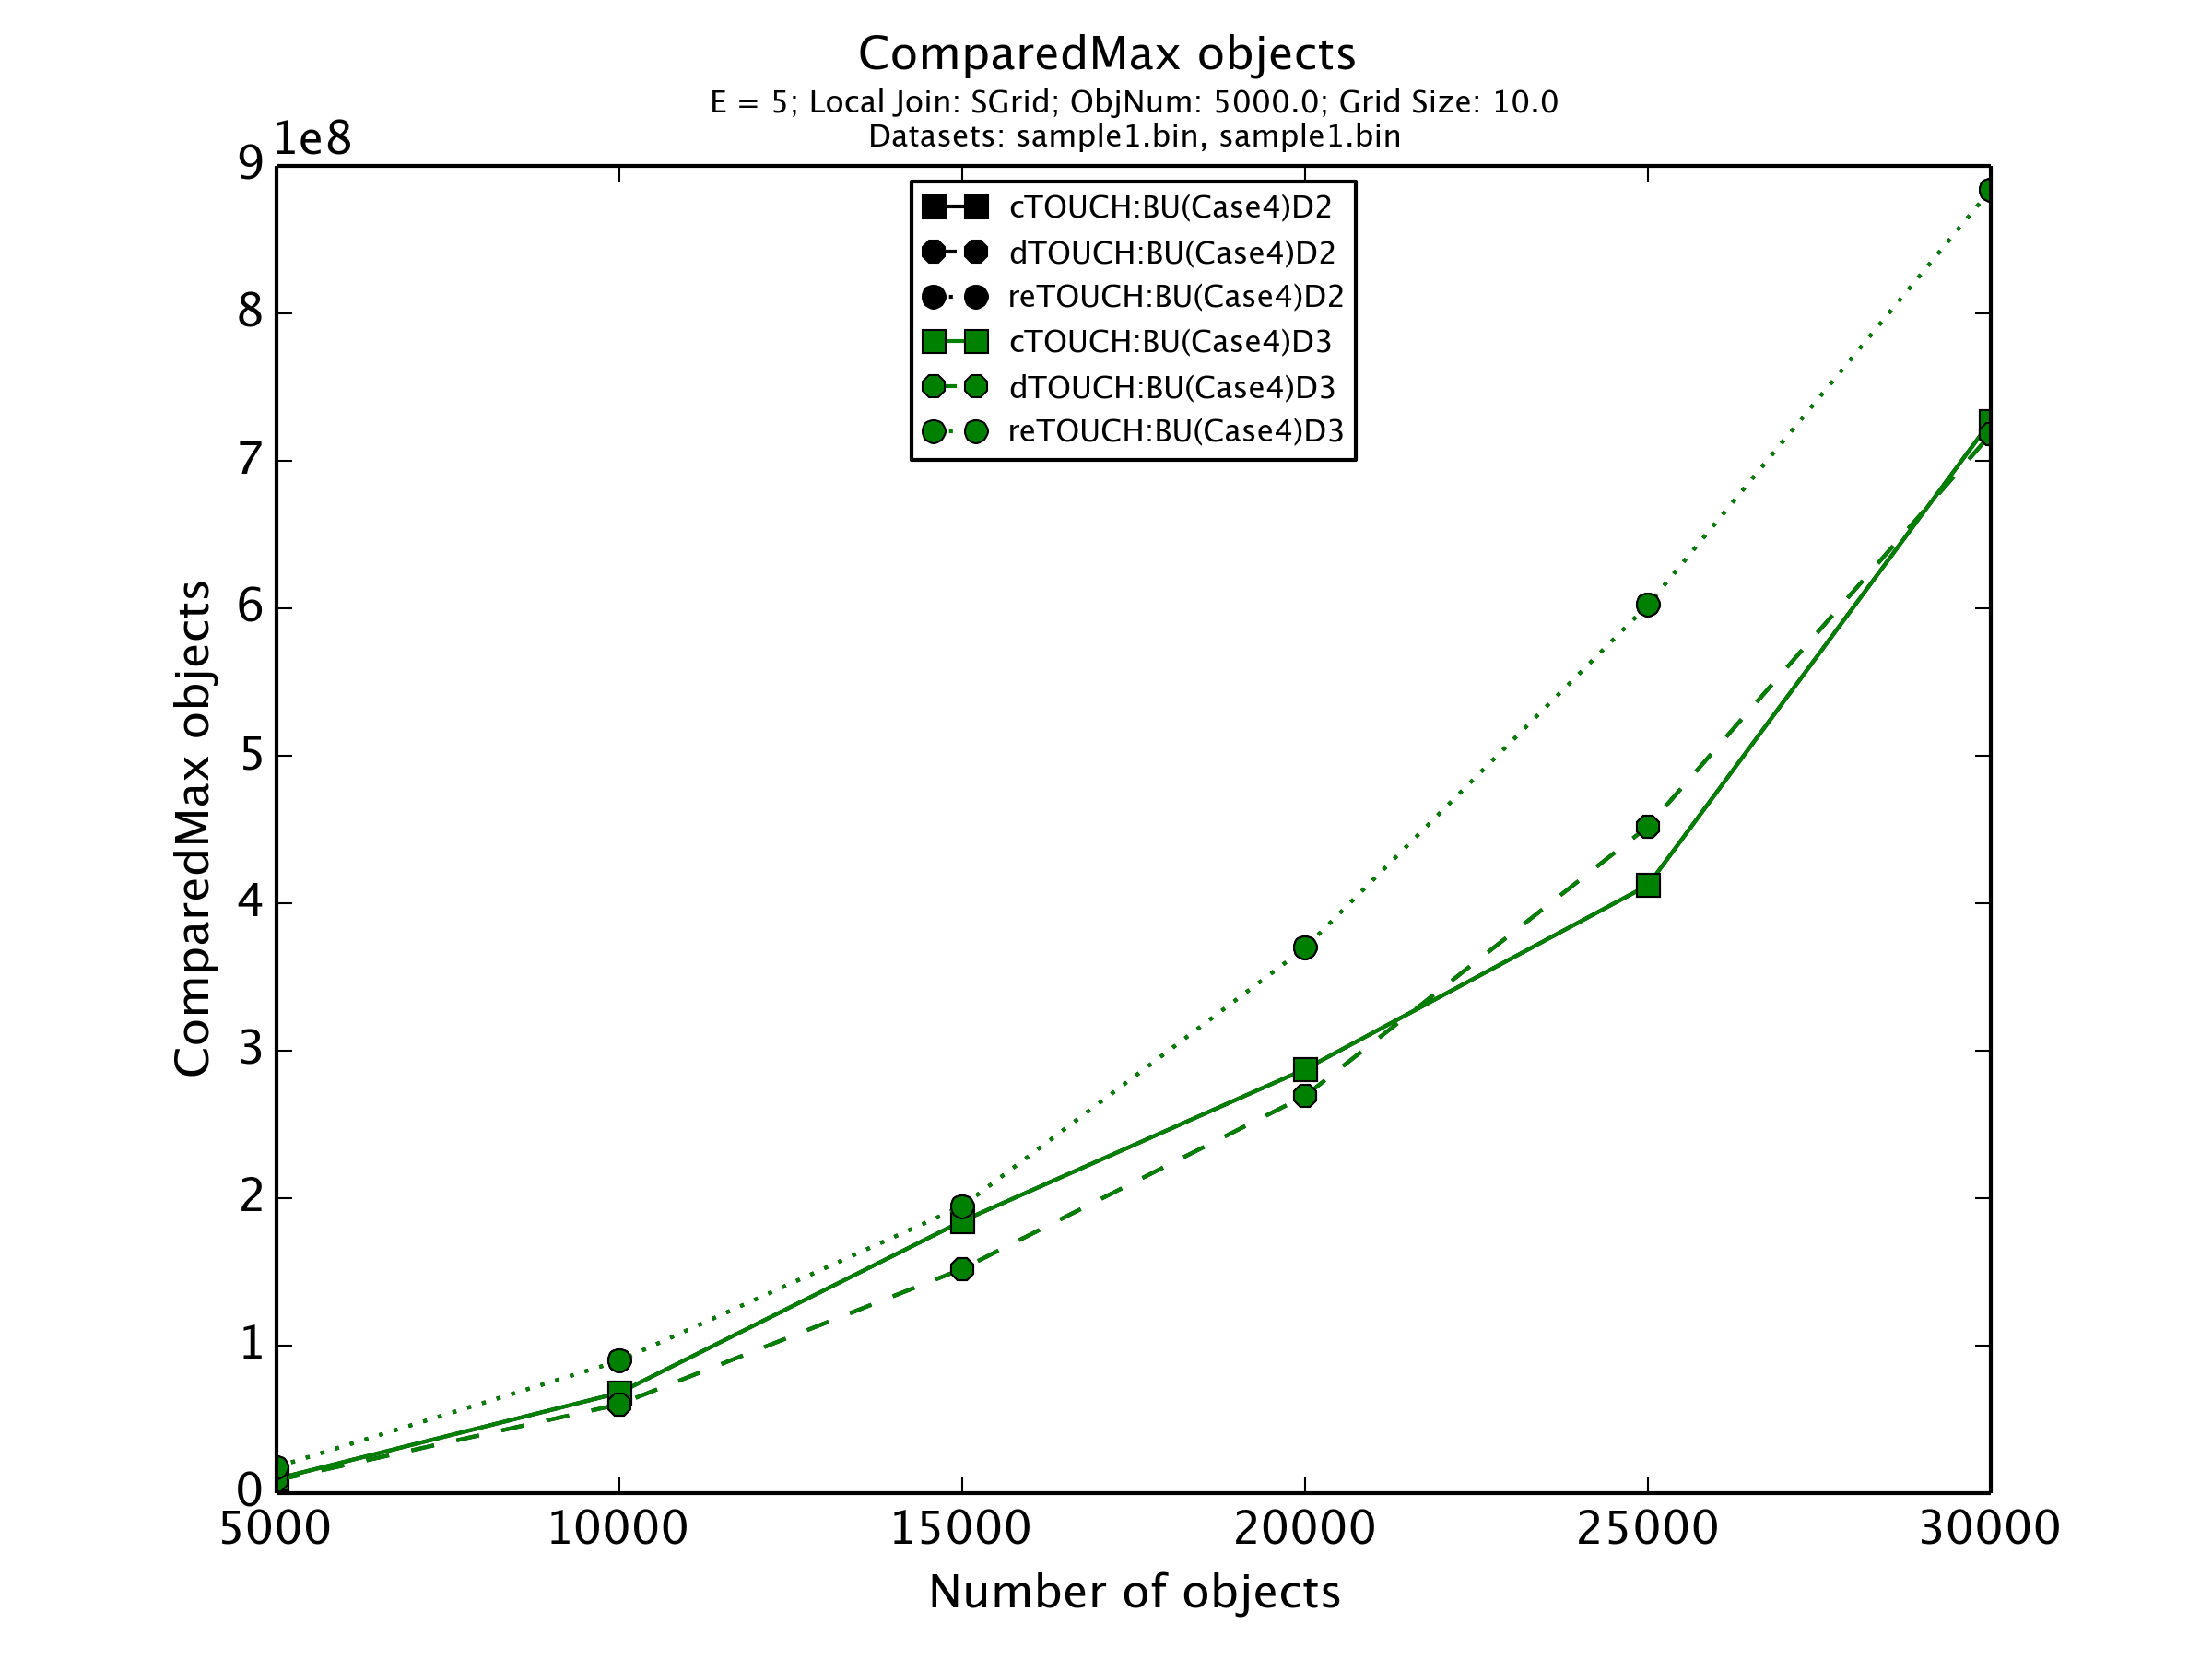 ComparedMax objects
E = 5; Local Join: SGrid; ObjNum: 5000.0; Grid Size: 10.0
Datasets: sample1.bin, sample1.bin
1e8
9
8
7
6
5
4
3
2
1
0
ComparedMax objects
cTOUCH:BU(Case4)D2
dTOUCH:BU(Case4)D2
reTOUCH:BU(Case4)D2
cTOUCH:BU(Case4)D3
dTOUCH:BU(Case4)D3
reTOUCH:BU(Case4)D3
5000 10000 15000 20000 25000 30000
Number of objects